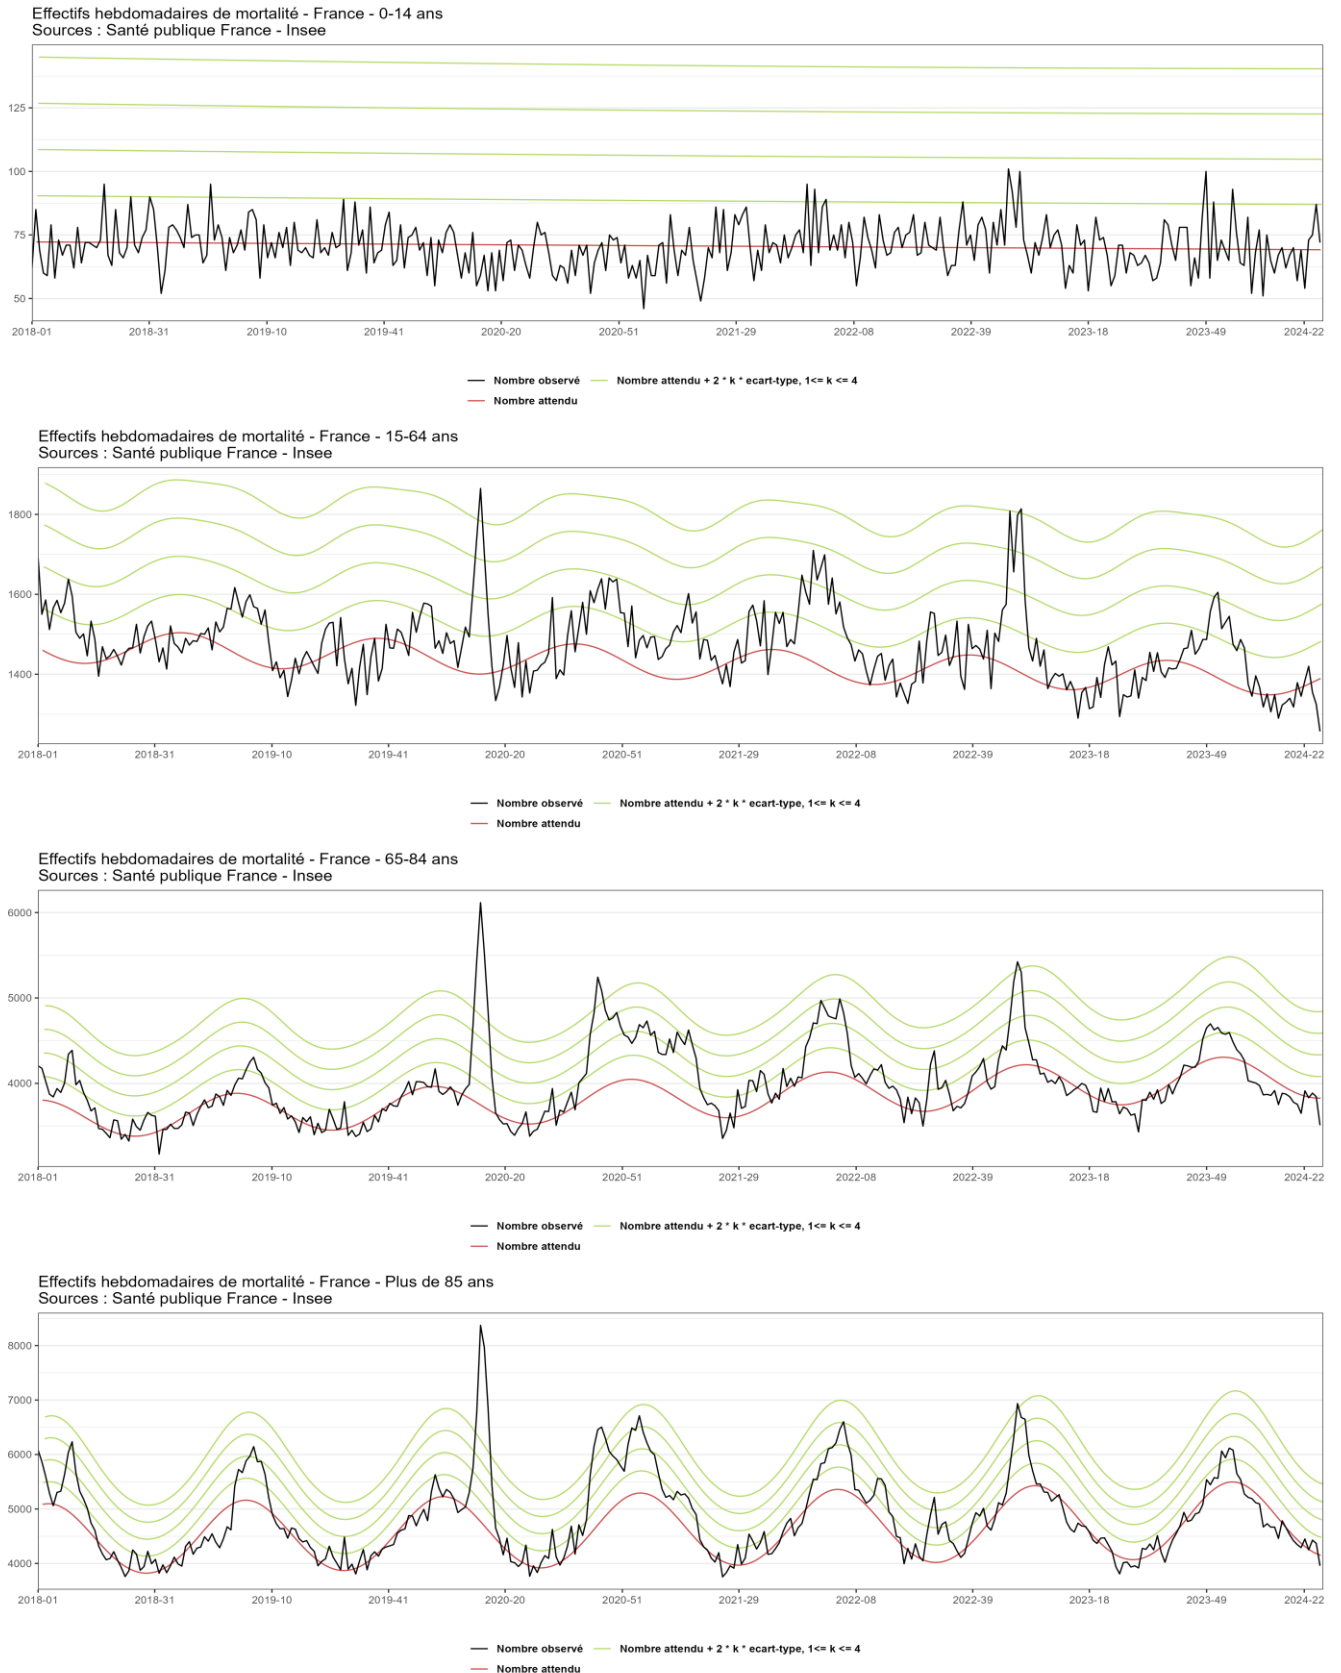 Effectifs hebdomadaires de mortalité - France - 0-14 ans
Sources : Santé publique France - Insee
125
100
75
50
2018-01 2018-31 2019-10 2019-41 2020-20 2020-51 2021-29 2022-08 2022-39 2023-18 2023-49 2024-22
Nombre observé Nombre attendu + 2 * k * ecart-type, 1<= k <= 4
Nombre attendu
Effectifs hebdomadaires de mortalité - France - 15-64 ans
Sources : Santé publique France - Insee
1800
1600
1400
2018-01 2018-31 2019-10 2019-41 2020-20 2020-51 2021-29 2022-08 2022-39 2023-18 2023-49 2024-22
Nombre observé Nombre attendu + 2 * k * ecart-type, 1<= k <= 4
Nombre attendu
Effectifs hebdomadaires de mortalité - France - 65-84 ans
Sources : Santé publique France - Insee
6000
5000
4000
2018-01 2018-31 2019-10 2019-41 2020-20 2020-51 2021-29 2022-08 2022-39 2023-18 2023-49 2024-22
Nombre observé Nombre attendu + 2 * k * ecart-type, 1<= k <= 4
Nombre attendu
Effectifs hebdomadaires de mortalité - France - Plus de 85 ans
Sources : Santé publique France - Insee
8000
7000
6000
5000
4000
2018-01 2018-31 2019-10 2019-41 2020-20 2020-51 2021-29 2022-08 2022-39 2023-18 2023-49 2024-22
Nombre observé Nombre attendu + 2 * k * ecart-type, 1<= k <= 4
Nombre attendu